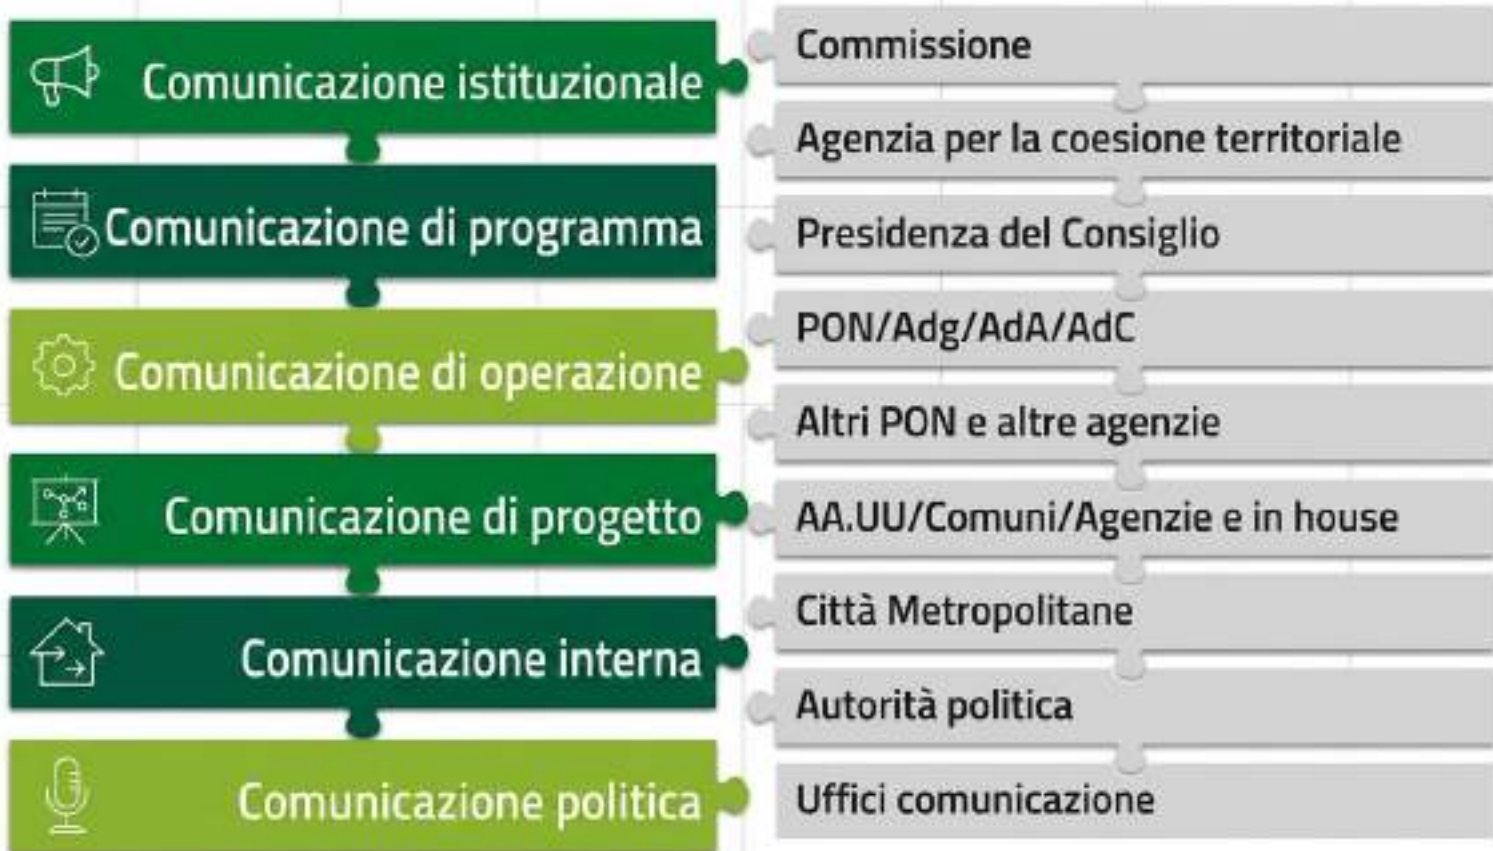 Comunicazione istituzionale
Comunicazione di programma
Comunicazione di operazione
Comunicazione di progetto
Comunicazione interna
Comunicazione politica
Commissione
Agenzia per la coesione territoriale
Presidenza del Consiglio
PON/Adg/AdA/AdC
Altri PON e altre agenzie
AA.UU/Comuni/Agenzie e in house
Città Metropolitane
Autorità politica
Uffici comunicazione